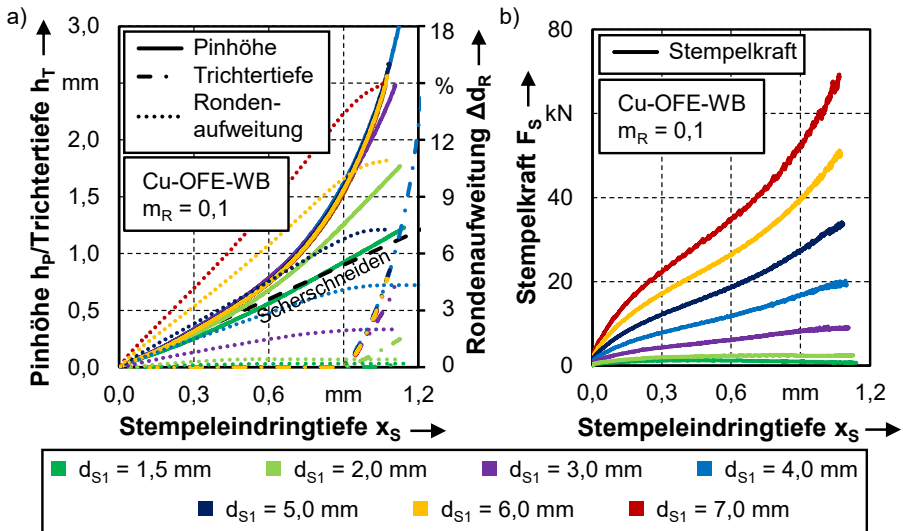 a)
Pinhöhe h_P/Trichtertiefe h_T
3,0
mm
2,0
1,5
1,0
0,5
0,0
Pinhöhe
Trichtertiefe
Ronden-
aufweitung
Cu-OFE-WB
m_R = 0,1
Scherschneiden
18
%
12
9
6
4
0
Rondenaufweitung Δd_R
0,0 0,3 0,6 mm 1,2
Stempeleindringtiefe x_S
b)
Stempelkraft F_S
80
kN
40
20
0
Stempelkraft
Cu-OFE-WB
m_R = 0,1
0,0 0,3 0,6 mm 1,2
Stempeleindringtiefe x_S
d_S1 = 1,5 mm d_S1 = 2,0 mm d_S1 = 3,0 mm d_S1 = 4,0 mm
d_S1 = 5,0 mm d_S1 = 6,0 mm d_S1 = 7,0 mm